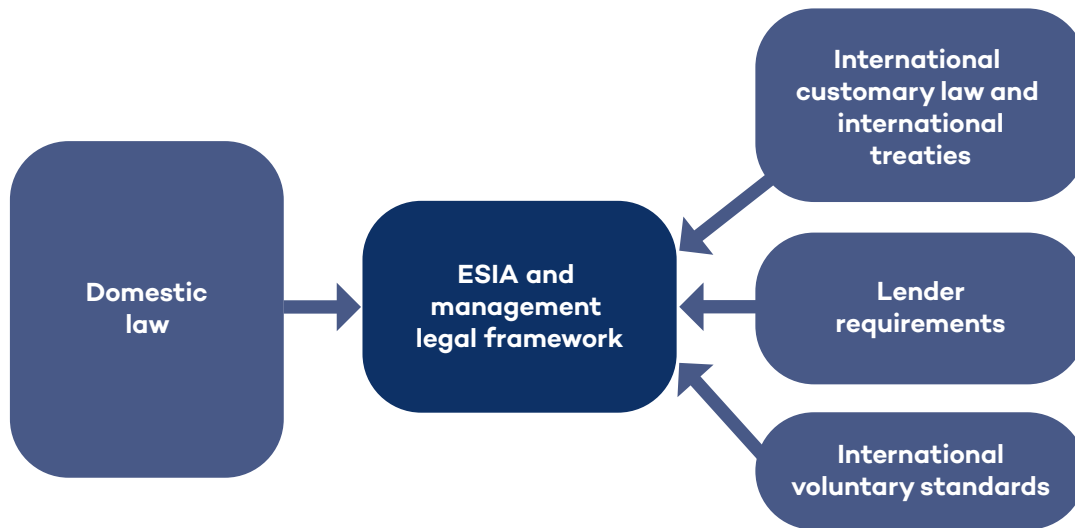 Domestic
law
ESIA and
management
legal framework
International
customary law and
international
treaties
Lender
requirements
International
voluntary standards